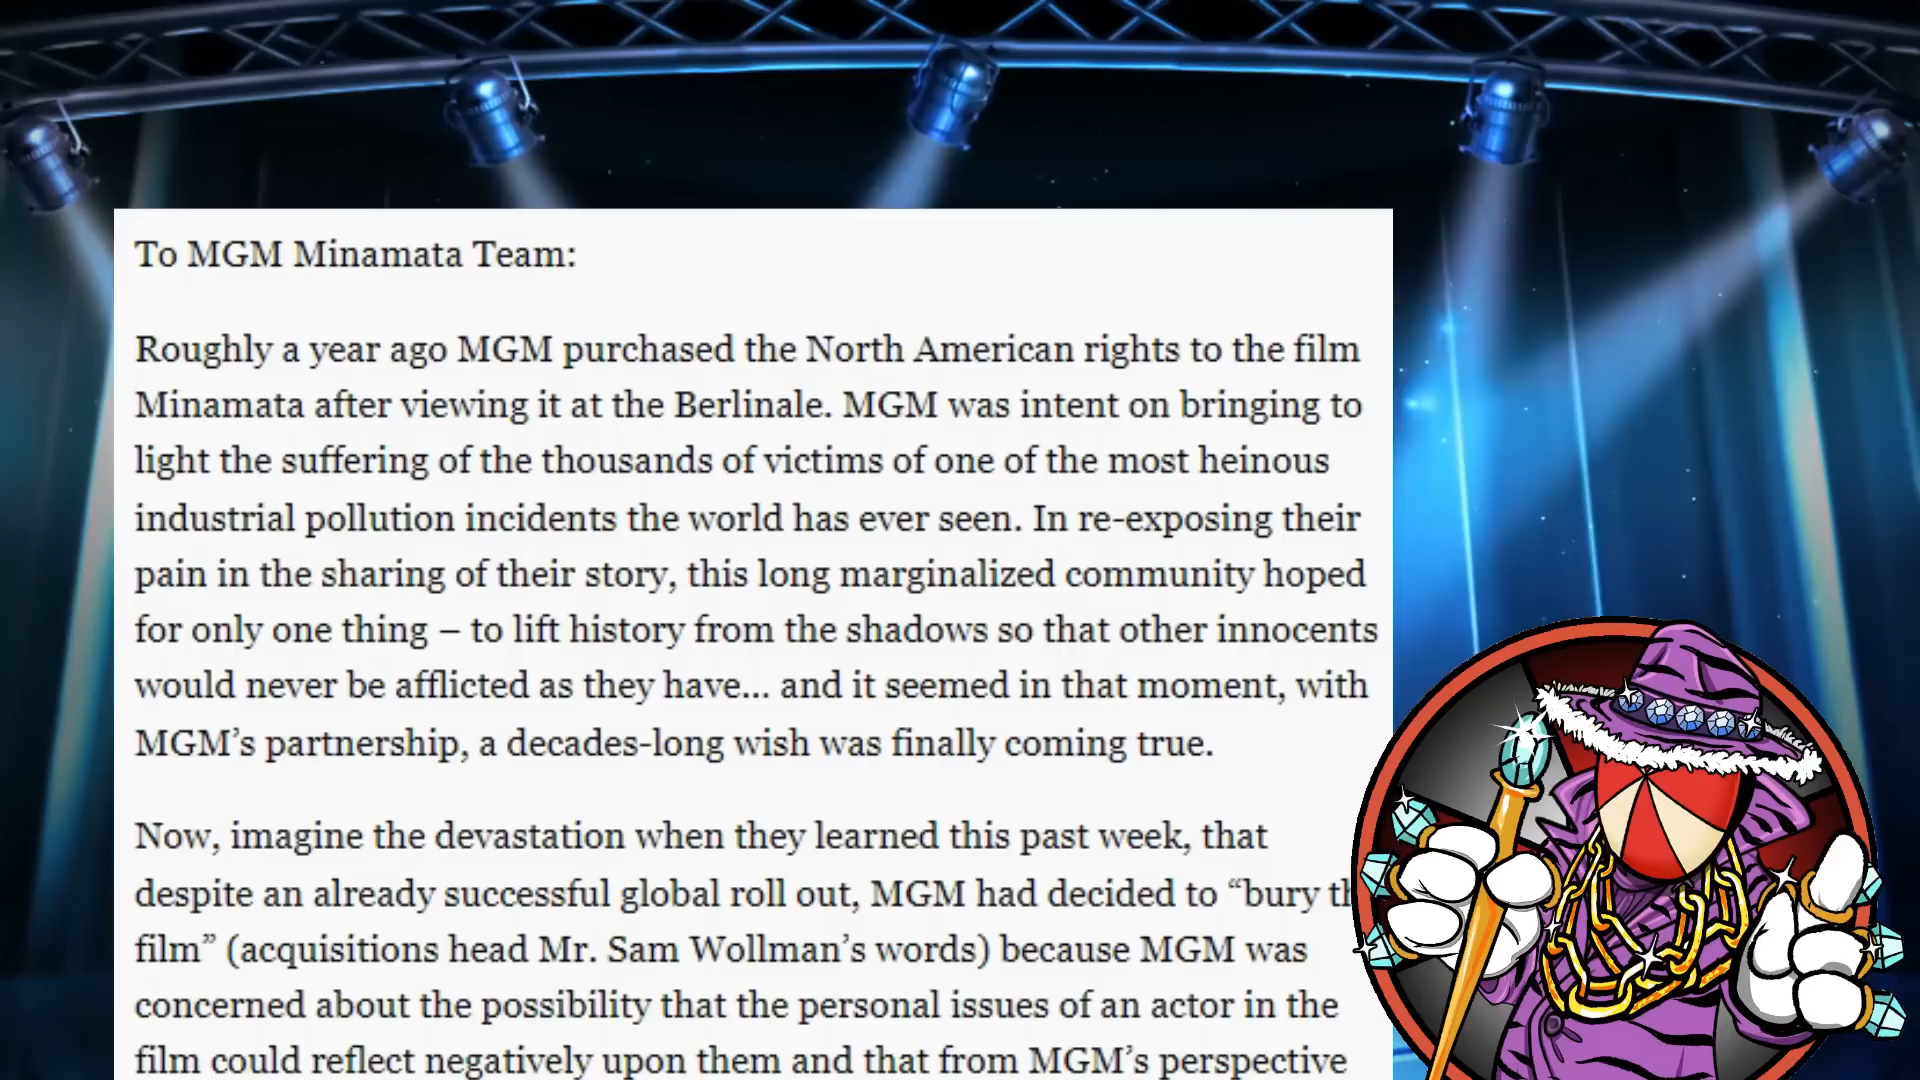 To MGM Minamata Team:
Roughly a year ago MGM purchased the North American rights to the film
Minamata after viewing it at the Berlinale. MGM was intent on bringing to
light the suffering of the thousands of victims of one of the most heinous
industrial pollution incidents the world has ever seen. In re-exposing their
pain in the sharing of their story, this long marginalized community hoped
for only one thing – to lift history from the shadows so that other innocents
would never be afflicted as they have... and it seemed in that moment, with
MGM’s partnership, a decades-long wish was finally coming true.
Now, imagine the devastation when they learned this past week, that
despite an already successful global roll out, MGM had decided to “bury
film” (acquisitions head Mr. Sam Wollman’s words) because MGM was
concerned about the possibility that the personal issues of an actor in the
film could reflect negatively upon them and that from MGM’s perspective